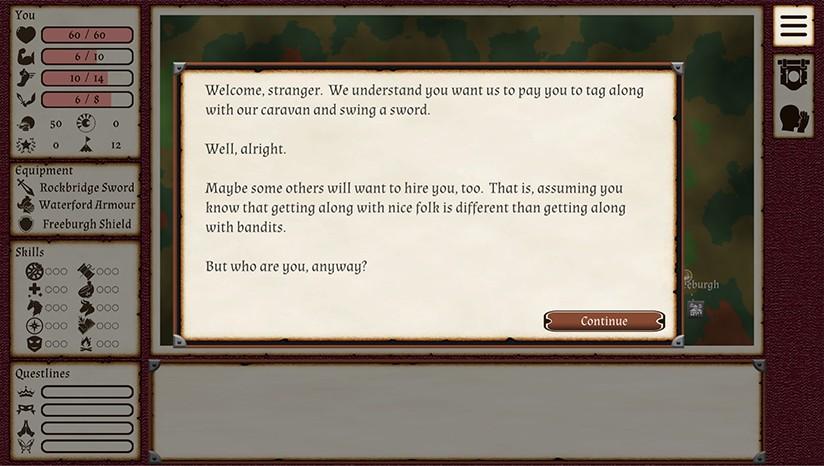 You
60 / 60
6 / 10
10 / 14
6 / 8
50 0
0 12
Equipment
Rockbridge Sword
Waterford Armour
Freeburgh Shield
Skills
Questlines
Welcome, stranger. We understand you want us to pay you to tag along
with our caravan and swing a sword.
Well, alright.
Maybe some others will want to hire you, too. That is, assuming you
know that getting along with nice folk is different than getting along
with bandits.
But who are you, anyway?
Continue